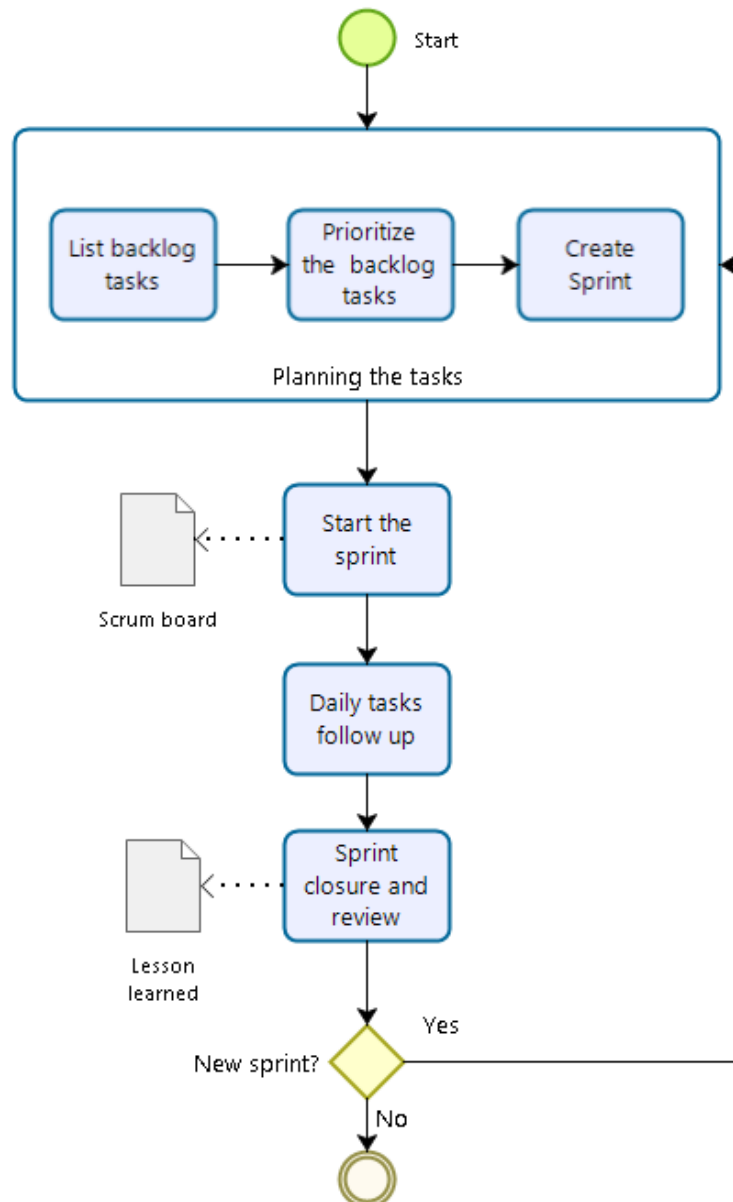 Start
List backlog
tasks
Prioritize
the backlog
tasks
Create
Sprint
Planning the tasks
Start the
sprint
Scrum board
Daily tasks
follow up
Sprint
closure and
review
Lesson
learned
Yes
New sprint?
No